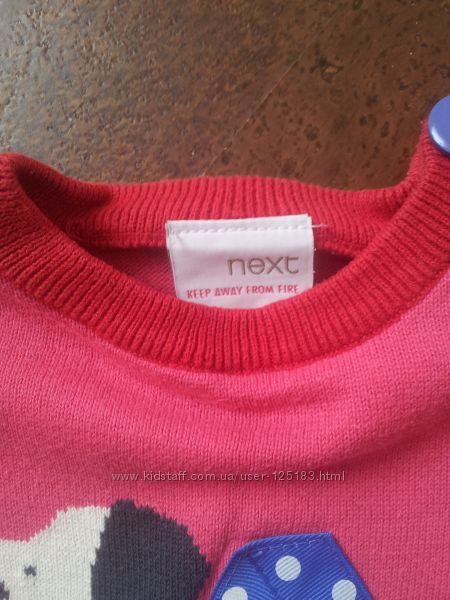 next
KEEP AWAY FROM FIRE
www.kidstaff.com.ua/user-125183.html